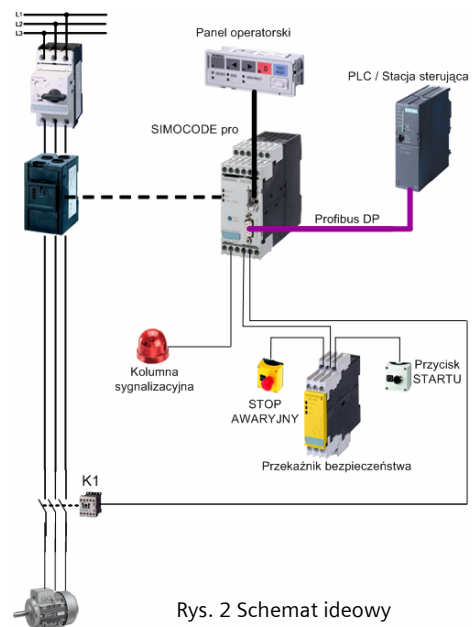 L1
L2
L3
Panel operatorski
PLC / Stacja sterująca
SIMOCODE pro
Profibus DP
Kolumna
sygnalizacyjna
STOP
AWARYJNY
Przycisk
STARTU
Przekaźnik bezpieczeństwa
K1
Rys. 2 Schemat ideowy